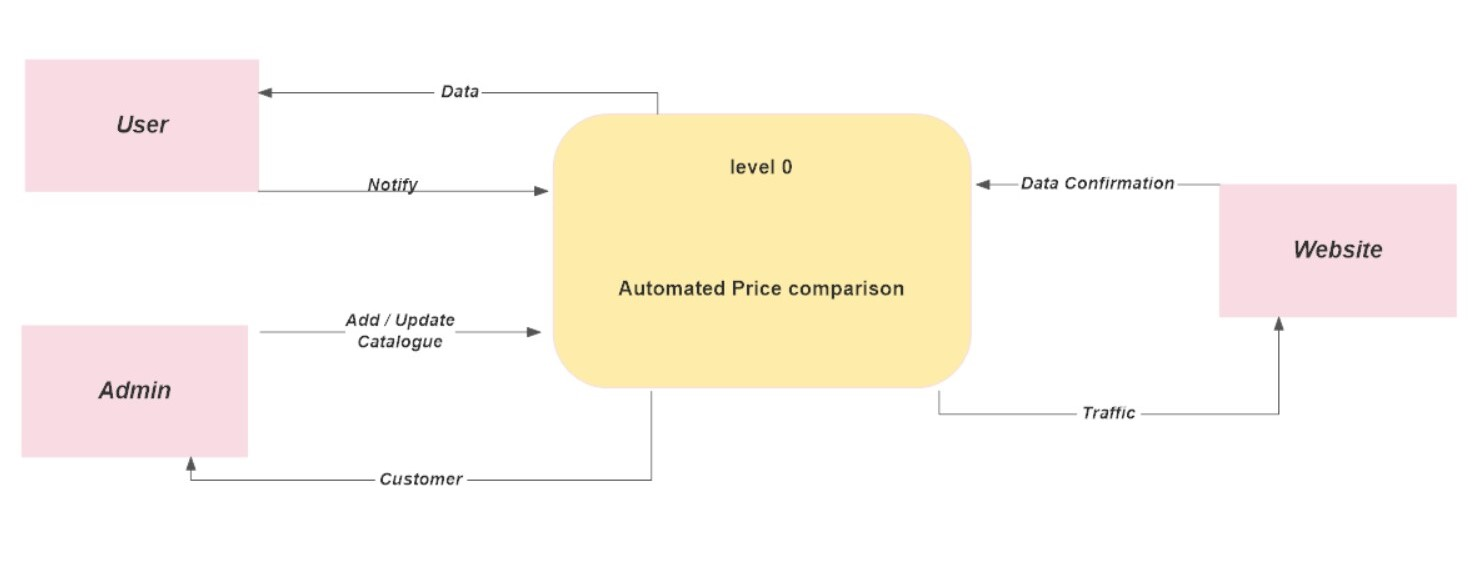 Data
User
level 0
Notify
Data Confirmation
Website
Automated Price comparison
Add / Update
Catalogue
Admin
Traffic
Customer